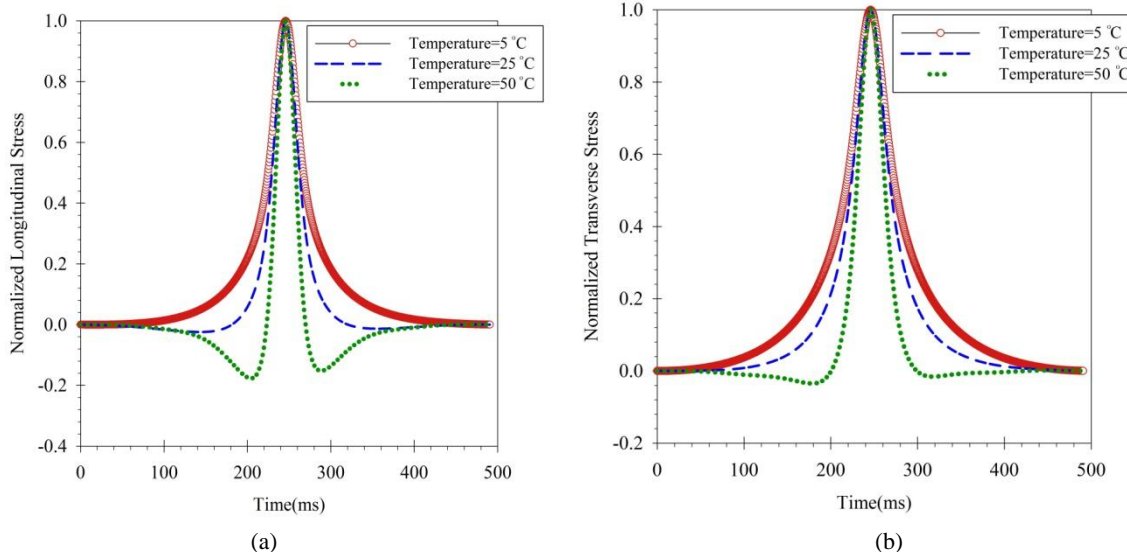 1.0
0.8
0.6
0.4
0.2
0.0
-0.2
-0.4
Normalized Longitudinal Stress
Temperature=5 °C
Temperature=25 °C
Temperature=50 °C
0 100 200 300 400 500
Time(ms)
(a)
1.0
0.8
0.6
0.4
0.2
0.0
-0.2
Normalized Transverse Stress
Temperature=5 °C
Temperature=25 °C
Temperature=50 °C
0 100 200 300 400 500
Time(ms)
(b)